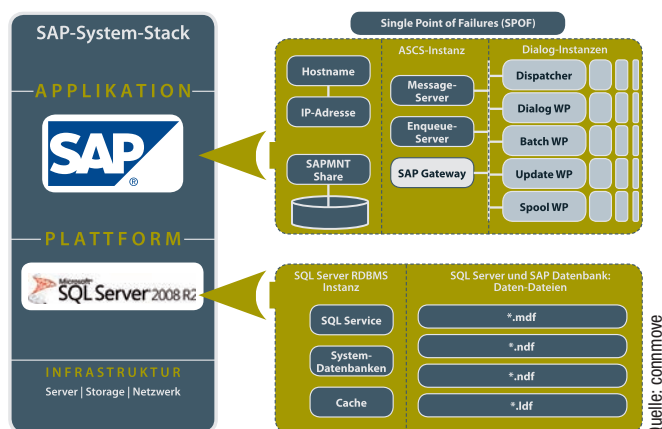 SAP-System-Stack
APPLIKATION
SAP
®
PLATTFORM
Microsoft®
SQL Server® 2008 R2
INFRASTRUKTUR
Server | Storage | Netzwerk
Single Point of Failures (SPOF)
Hostname
IP-Adresse
SAPMNT
Share
ASCS-Instanz
Message-
Server
Enqueue-
Server
SAP Gateway
Dialog-Instanzen
Dispatcher
Dialog WP
Batch WP
Update WP
Spool WP
SQL Server RDBMS
Instanz
SQL Service
System-
Datenbanken
Cache
SQL Server und SAP Datenbank:
Daten-Dateien
*.mdf
*.ndf
*.ndf
*.ldf
uelle: connmove